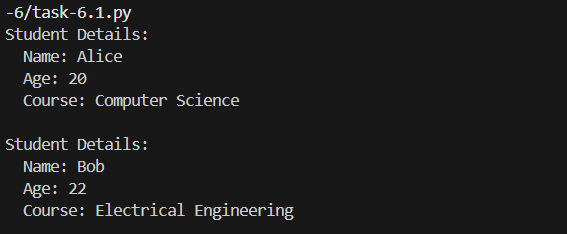 -6/task-6.1.py
Student Details:
  Name: Alice
  Age: 20
  Course: Computer Science

Student Details:
  Name: Bob
  Age: 22
  Course: Electrical Engineering